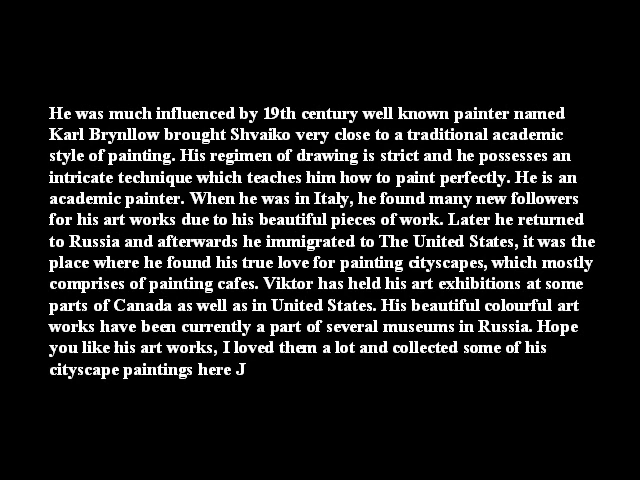 He was much influenced by 19th century well known painter named
Karl Brynllow brought Shvaiko very close to a traditional academic
style of painting. His regimen of drawing is strict and he possesses an
intricate technique which teaches him how to paint perfectly. He is an
academic painter. When he was in Italy, he found many new followers
for his art works due to his beautiful pieces of work. Later he returned
to Russia and afterwards he immigrated to The United States, it was the
place where he found his true love for painting cityscapes, which mostly
comprises of painting cafes. Viktor has held his art exhibitions at some
parts of Canada as well as in United States. His beautiful colourful art
works have been currently a part of several museums in Russia. Hope
you like his art works, I loved them a lot and collected some of his
cityscape paintings here J